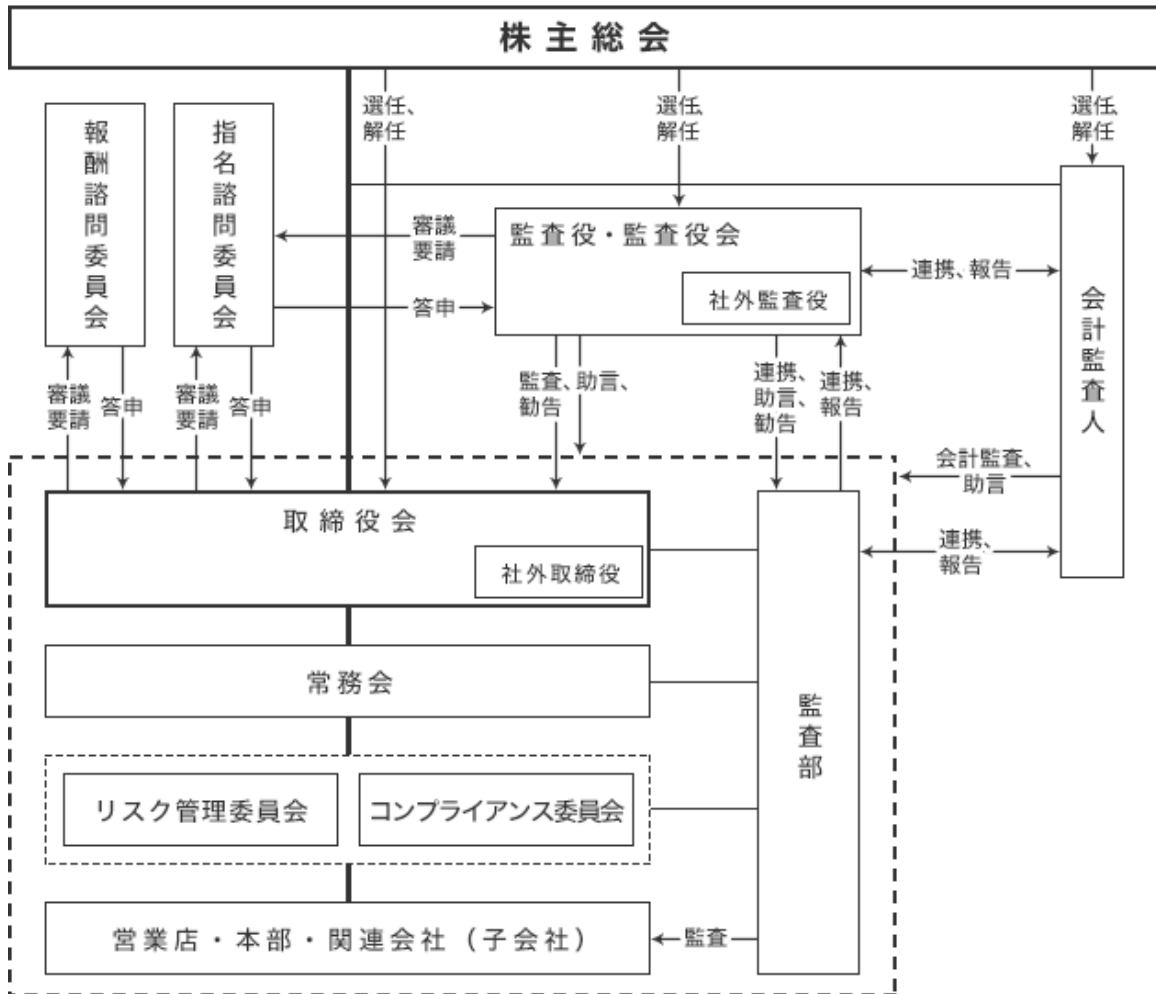 株主総会
選任、
解任
選任、
解任
選任、
解任
報酬諮問委員会
指名諮問委員会
審議
要請
監査役・監査役会
社外監査役
連携、報告
会計監査人
答申
審議
要請
答申
審議
要請
答申
監査、
勧告
助言、
連携、
助言、
勧告
連携、
報告
会計監査、
助言
取締役会
社外取締役
連携、
報告
常務会
監査部
リスク管理委員会
コンプライアンス委員会
営業店・本部・関連会社（子会社）
監査